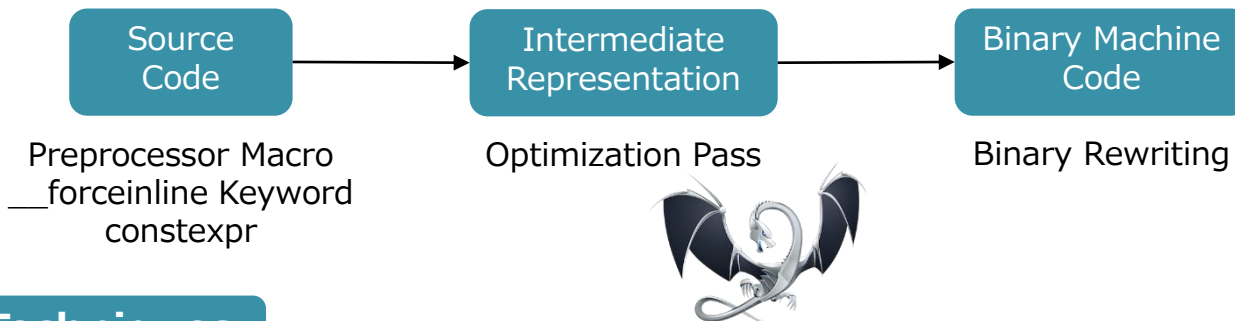 Source
Code
Intermediate
Representation
Binary Machine
Code
Preprocessor Macro
__forceinline Keyword
constexpr
Optimization Pass
Binary Rewriting